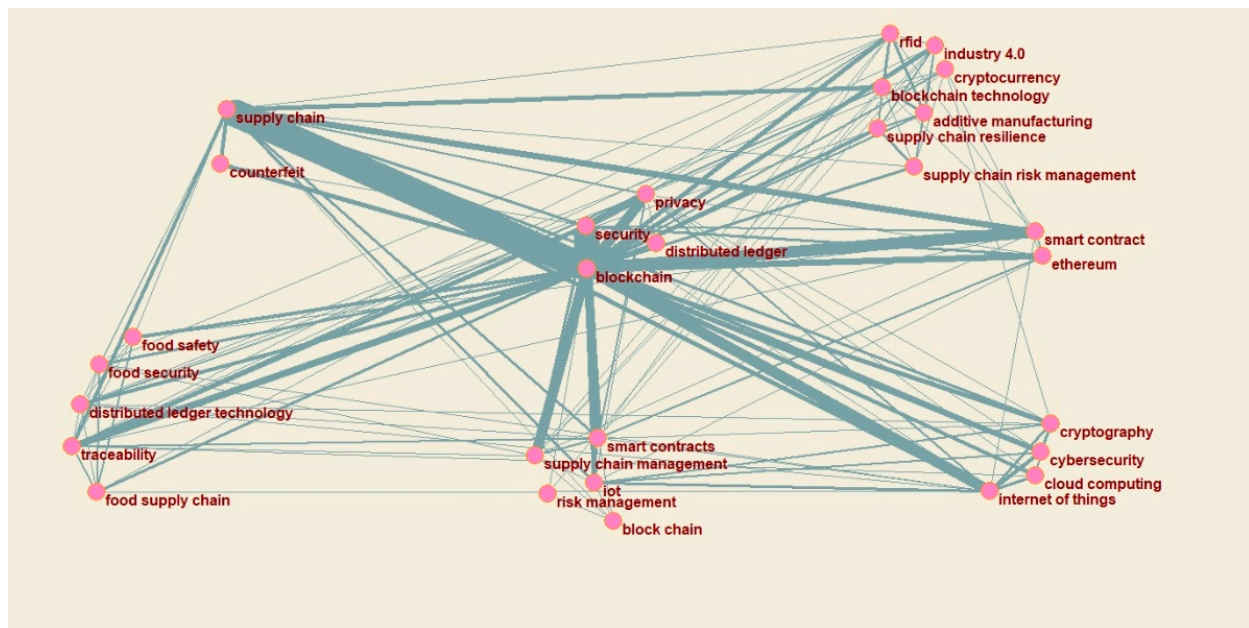 rfid
industry 4.0
cryptocurrency
blockchain technology
supply chain
additive manufacturing
supply chain resilience
counterfeit
supply chain risk management
privacy
security
smart contract
distributed ledger
ethereum
blockchain
food safety
food security
distributed ledger technology
cryptography
smart contracts
traceability
supply chain management
cybersecurity
cloud computing
iot
food supply chain
risk management
internet of things
block chain